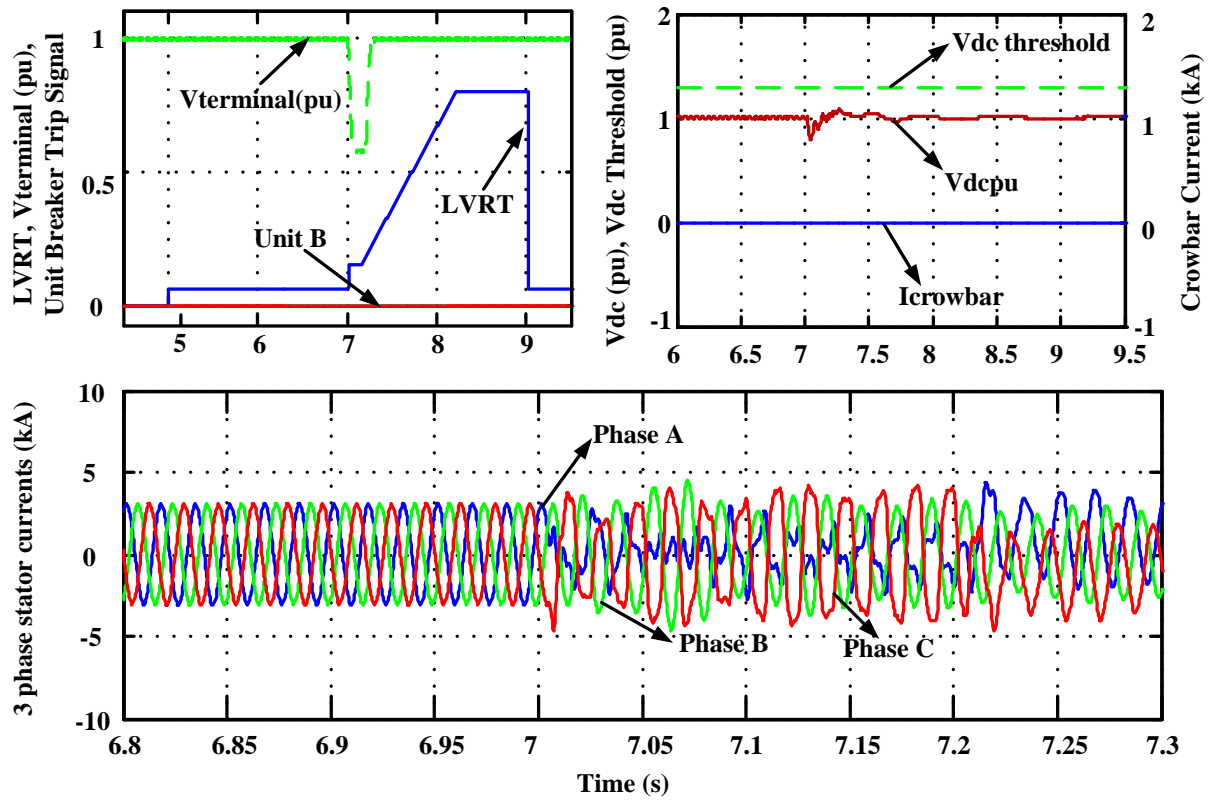 LVRT, Vterminal (pu),
Unit Breaker Trip Signal
1
0.5
0
Vterminal(pu)
LVRT
Unit B
5 6 7 8 9
Vdc (pu), Vdc Threshold (pu)
2
1
0
-1
Vdc threshold
Vdcpu
Icrowbar
2
1
0
-1
Crowbar Current (kA)
6 6.5 7 7.5 8 8.5 9 9.5
3 phase stator currents (kA)
10
5
0
-5
-10
Phase A
Phase B
Phase C
6.8 6.85 6.9 6.95 7 7.05 7.1 7.15 7.2 7.25 7.3
Time (s)